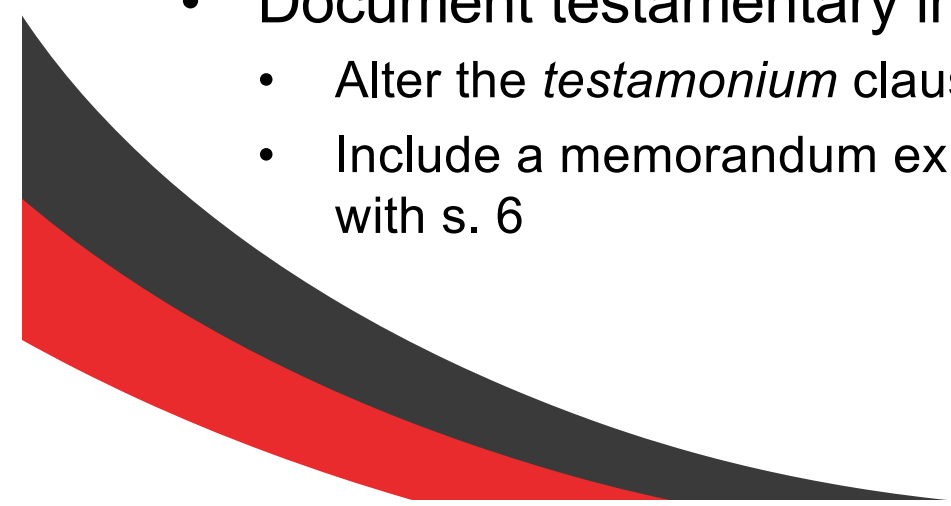 • Document testamentary
• Alter the testamonium
• Include a memorandum
with s. 6